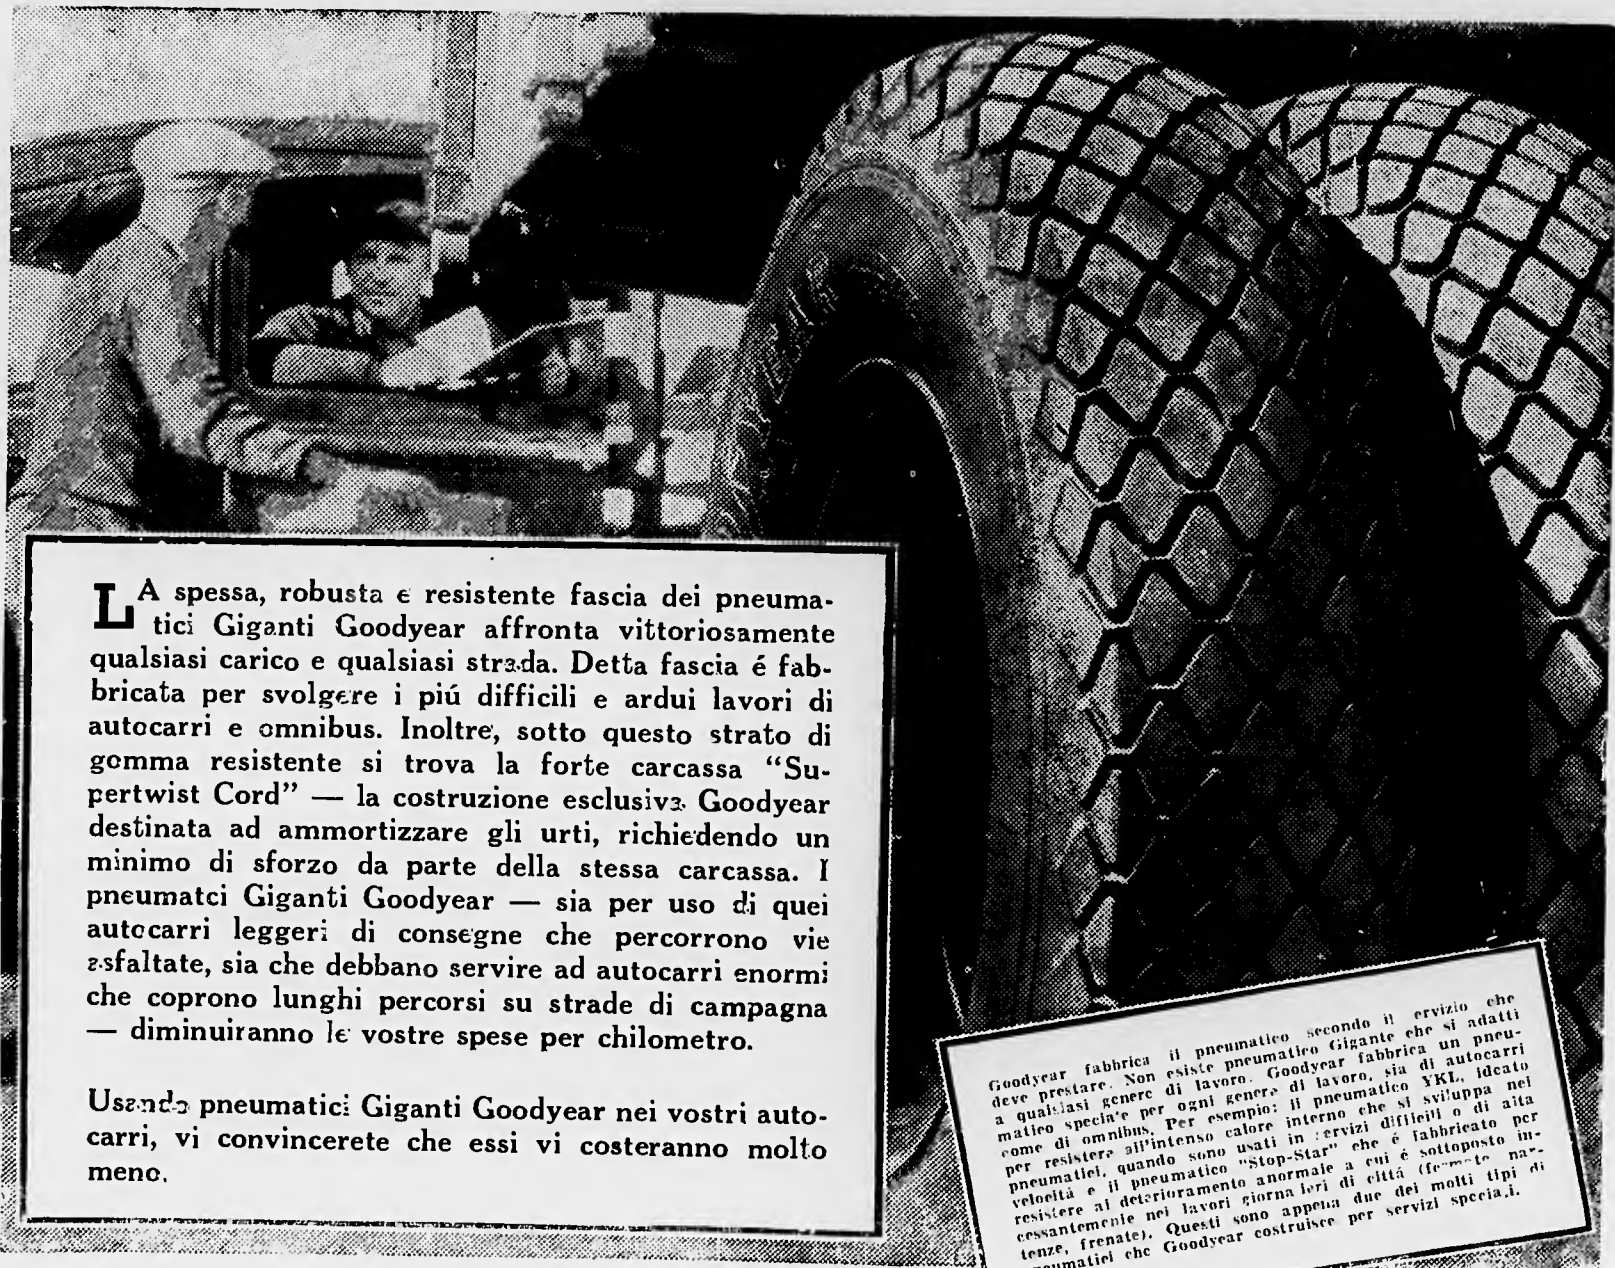 LA spessa, robusta e resistente fascia dei pneuma-
tici Giganti Goodyear affronta vittoriosamente
qualsiasi carico e qualsiasi strada. Detta fascia é fab-
bricata per svolgere i piú difficili e ardui lavori di
autocarri e omnibus. Inoltre, sotto questo strato di
gomma resistente si trova la forte carcassa “Su-
pertwist Cord” — la costruzione esclusiva Goodyear
destinata ad ammortizzare gli urti, richiedendo un
minimo di sforzo da parte della stessa carcassa. I
pneumatci Giganti Goodyear — sia per uso di quei
autocarri leggeri di consegne che percorrono vie
asfaltate, sia che debbano servire ad autocarri enormi
che coprono lunghi percorsi su strade di campagna
— diminuiranno le vostre spese per chilometro.
Usando pneumatici Giganti Goodyear nei vostri auto-
carri, vi convincerete che essi vi costeranno molto
meno.
Goodyear fabbrica il pneumatico secondo il ervizio che
deve prestare. Non esiste pneumatico Gigante che si adatti
a qualsiasi genere di lavoro. Goodyear fabbrica un pneu-
matico speciale per ogni genere di lavoro, sia di autocarri
come di omnibus. Per esempio: il pneumatico YKL, ideato
per resistere all'intenso calore interno che si sviluppa nei
pneumatici, quando sono usati in servizi difficili o di alta
velocitá e il pneumatico "Stop-Star" che é fabbricato per
resistere al deterioramento anormale a cui é sottoposto in-
cessantemente nei lavori giornalieri di cittá (fermate par-
tenze, frenate). Questi sono appena due dei molti tipi di
pneumatici che Goodyear costruisce per servizi speciali.